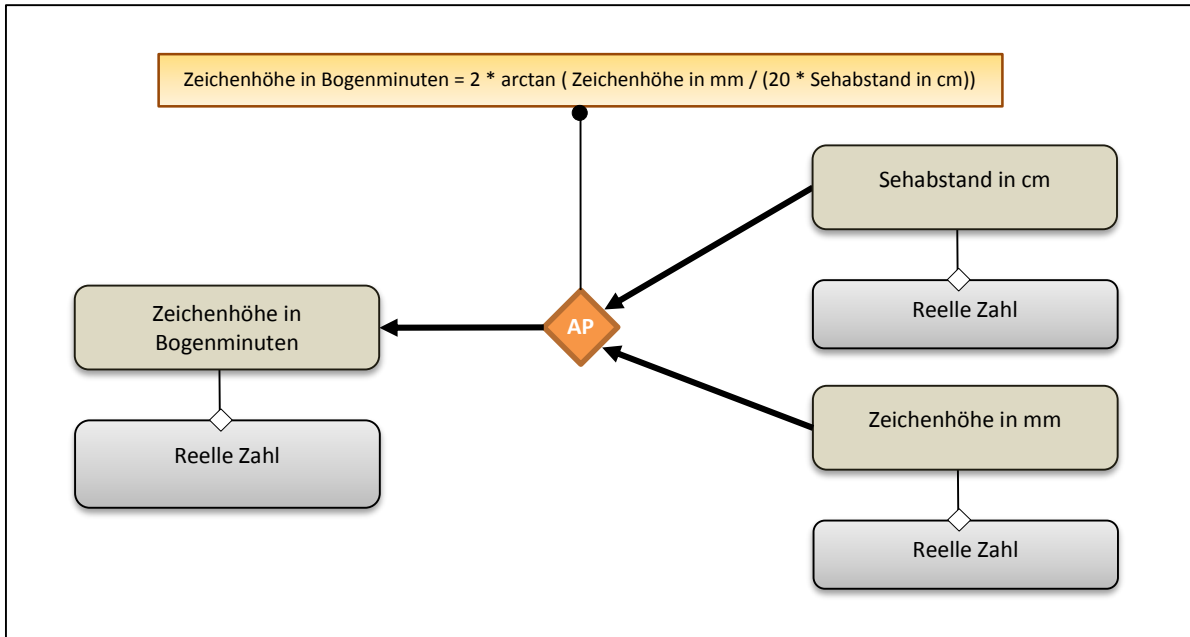 Zeichenhöhe in Bogenminuten = 2 * arctan ( Zeichenhöhe in mm / (20 * Sehabstand in cm))
Sehabstand in cm
Reelle Zahl
Zeichenhöhe in
Bogenminuten
AP
Reelle Zahl
Zeichenhöhe in mm
Reelle Zahl